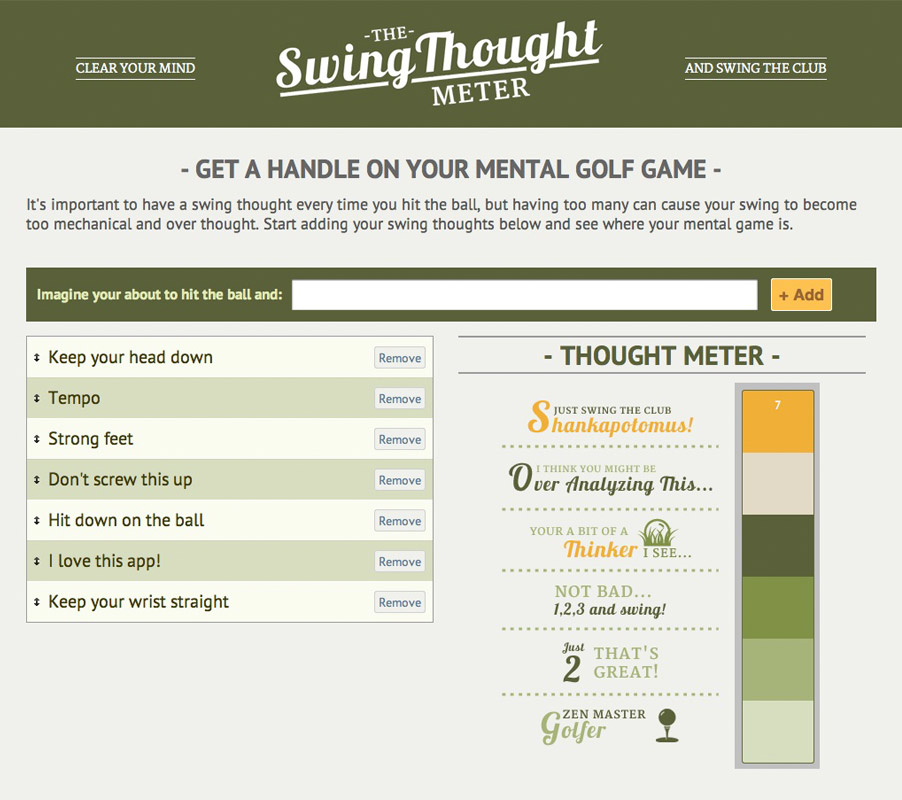 CLEAR YOUR MIND
-THE-
SwingThought
METER
AND SWING THE CLUB
- GET A HANDLE ON YOUR MENTAL GOLF GAME -
It's important to have a swing thought every time you hit the ball, but having too many can cause your swing to become
too mechanical and over thought. Start adding your swing thoughts below and see where your mental game is.
Imagine your about to hit the ball and:
+ Add
Keep your head down
Remove
Tempo
Remove
Strong feet
Remove
Don't screw this up
Remove
Hit down on the ball
Remove
I love this app!
Remove
Keep your wrist straight
Remove
- THOUGHT METER -
7
JUST SWING THE CLUB
Shankapotomus!
I THINK YOU MIGHT BE
Over Analyzing This...
YOUR A BIT OF A
Thinker I SEE...
NOT BAD...
1,2,3 and swing!
Just
2
THAT'S
GREAT!
ZEN MASTER
Golfer